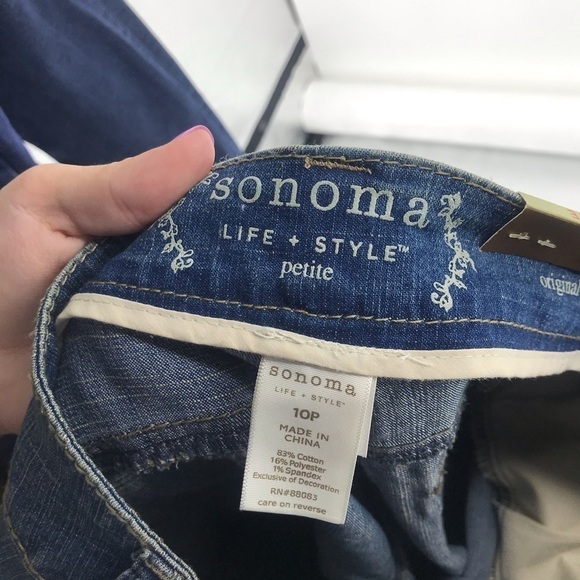 sonoma
LIFE + STYLE™
petite
original
sonoma
LIFE + STYLE™
10P
MADE IN
CHINA
83% Cotton
16% Polyester
1% Spandex
Exclusive of Decoration
RN#88083
care on reverse